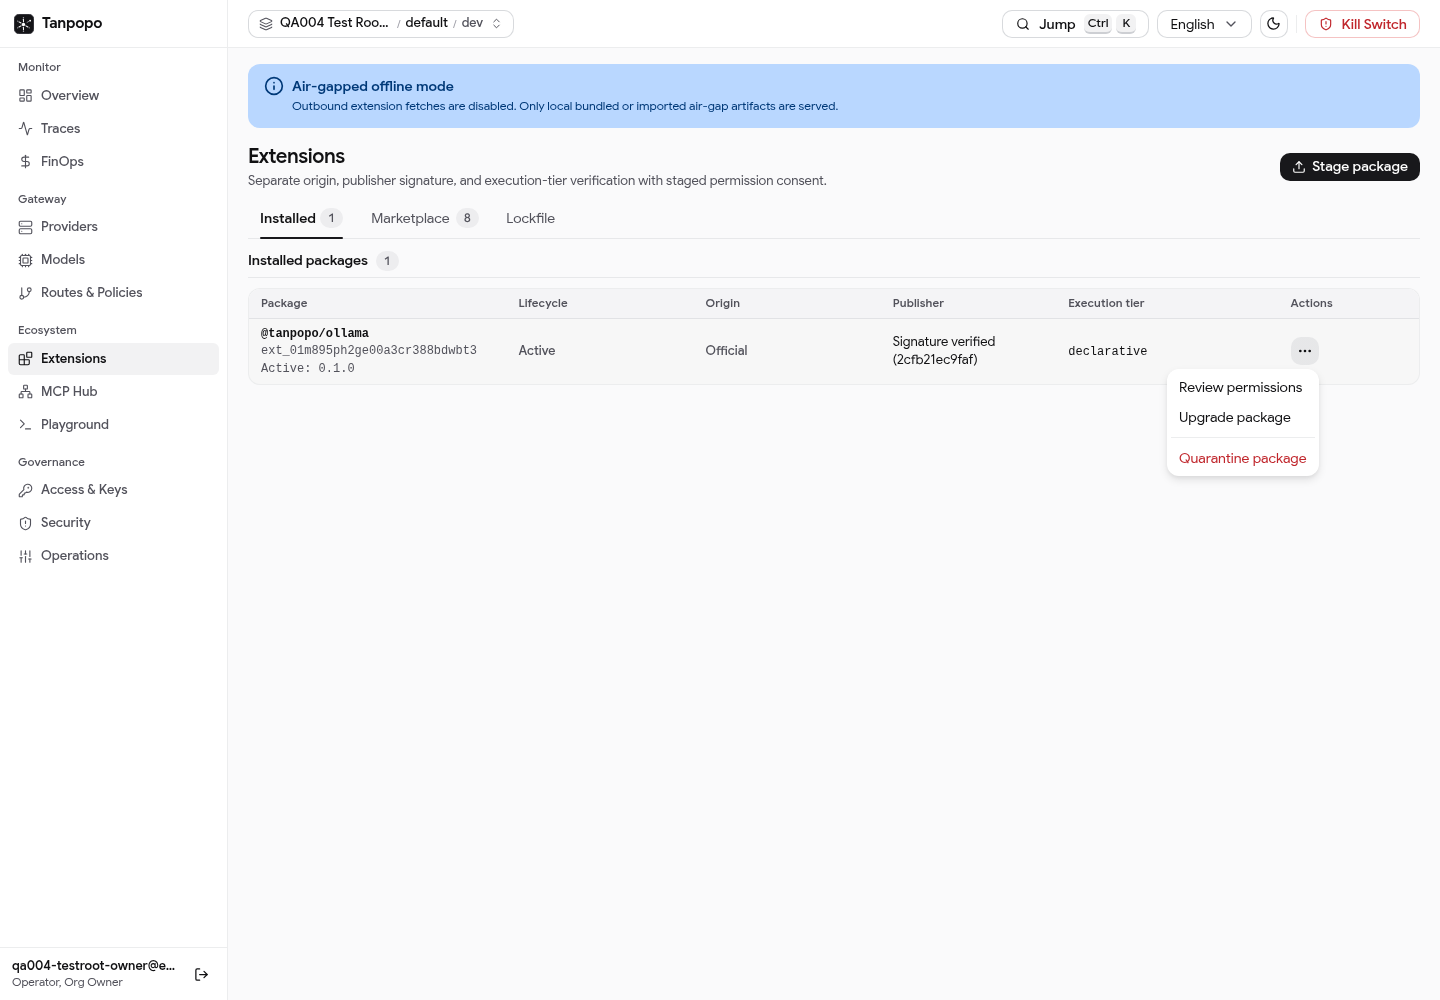 Tanpopo
QA004 Test Roo... / default / dev
Jump Ctrl K
English
Kill Switch
Monitor
Overview
Traces
FinOps
Gateway
Providers
Models
Routes & Policies
Ecosystem
Extensions
MCP Hub
Playground
Governance
Access & Keys
Security
Operations
qa004-testroot-owner@e...
Operator, Org Owner
Air-gapped offline mode
Outbound extension fetches are disabled. Only local bundled or imported air-gap artifacts are served.
Extensions
Separate origin, publisher signature, and execution-tier verification with staged permission consent.
Stage package
Installed 1 Marketplace 8 Lockfile
Installed packages 1
Package Lifecycle Origin Publisher Execution tier Actions
@tanpopo/ollama
ext_01m895ph2ge00a3cr388bdwbt3
Active: 0.1.0
Active
Official
Signature verified
(2cfb21ec9faf)
declarative
Review permissions
Upgrade package
Quarantine package